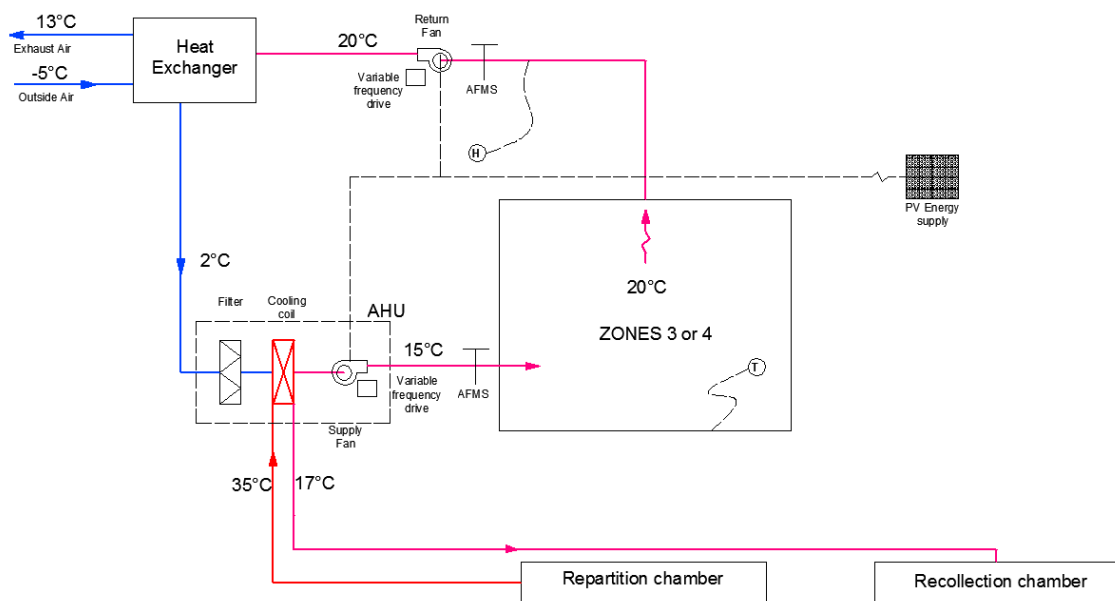 13°C
Exhaust Air
-5°C
Outside Air
Heat
Exchanger
20°C
Return
Fan
Variable
frequency
drive
AFMS
H
PV Energy
supply
2°C
Filter
Cooling
coil
AHU
15°C
Variable
frequency
drive
AFMS
Supply
Fan
20°C
ZONES 3 or 4
T
35°C
17°C
Repartition chamber
Recollection chamber